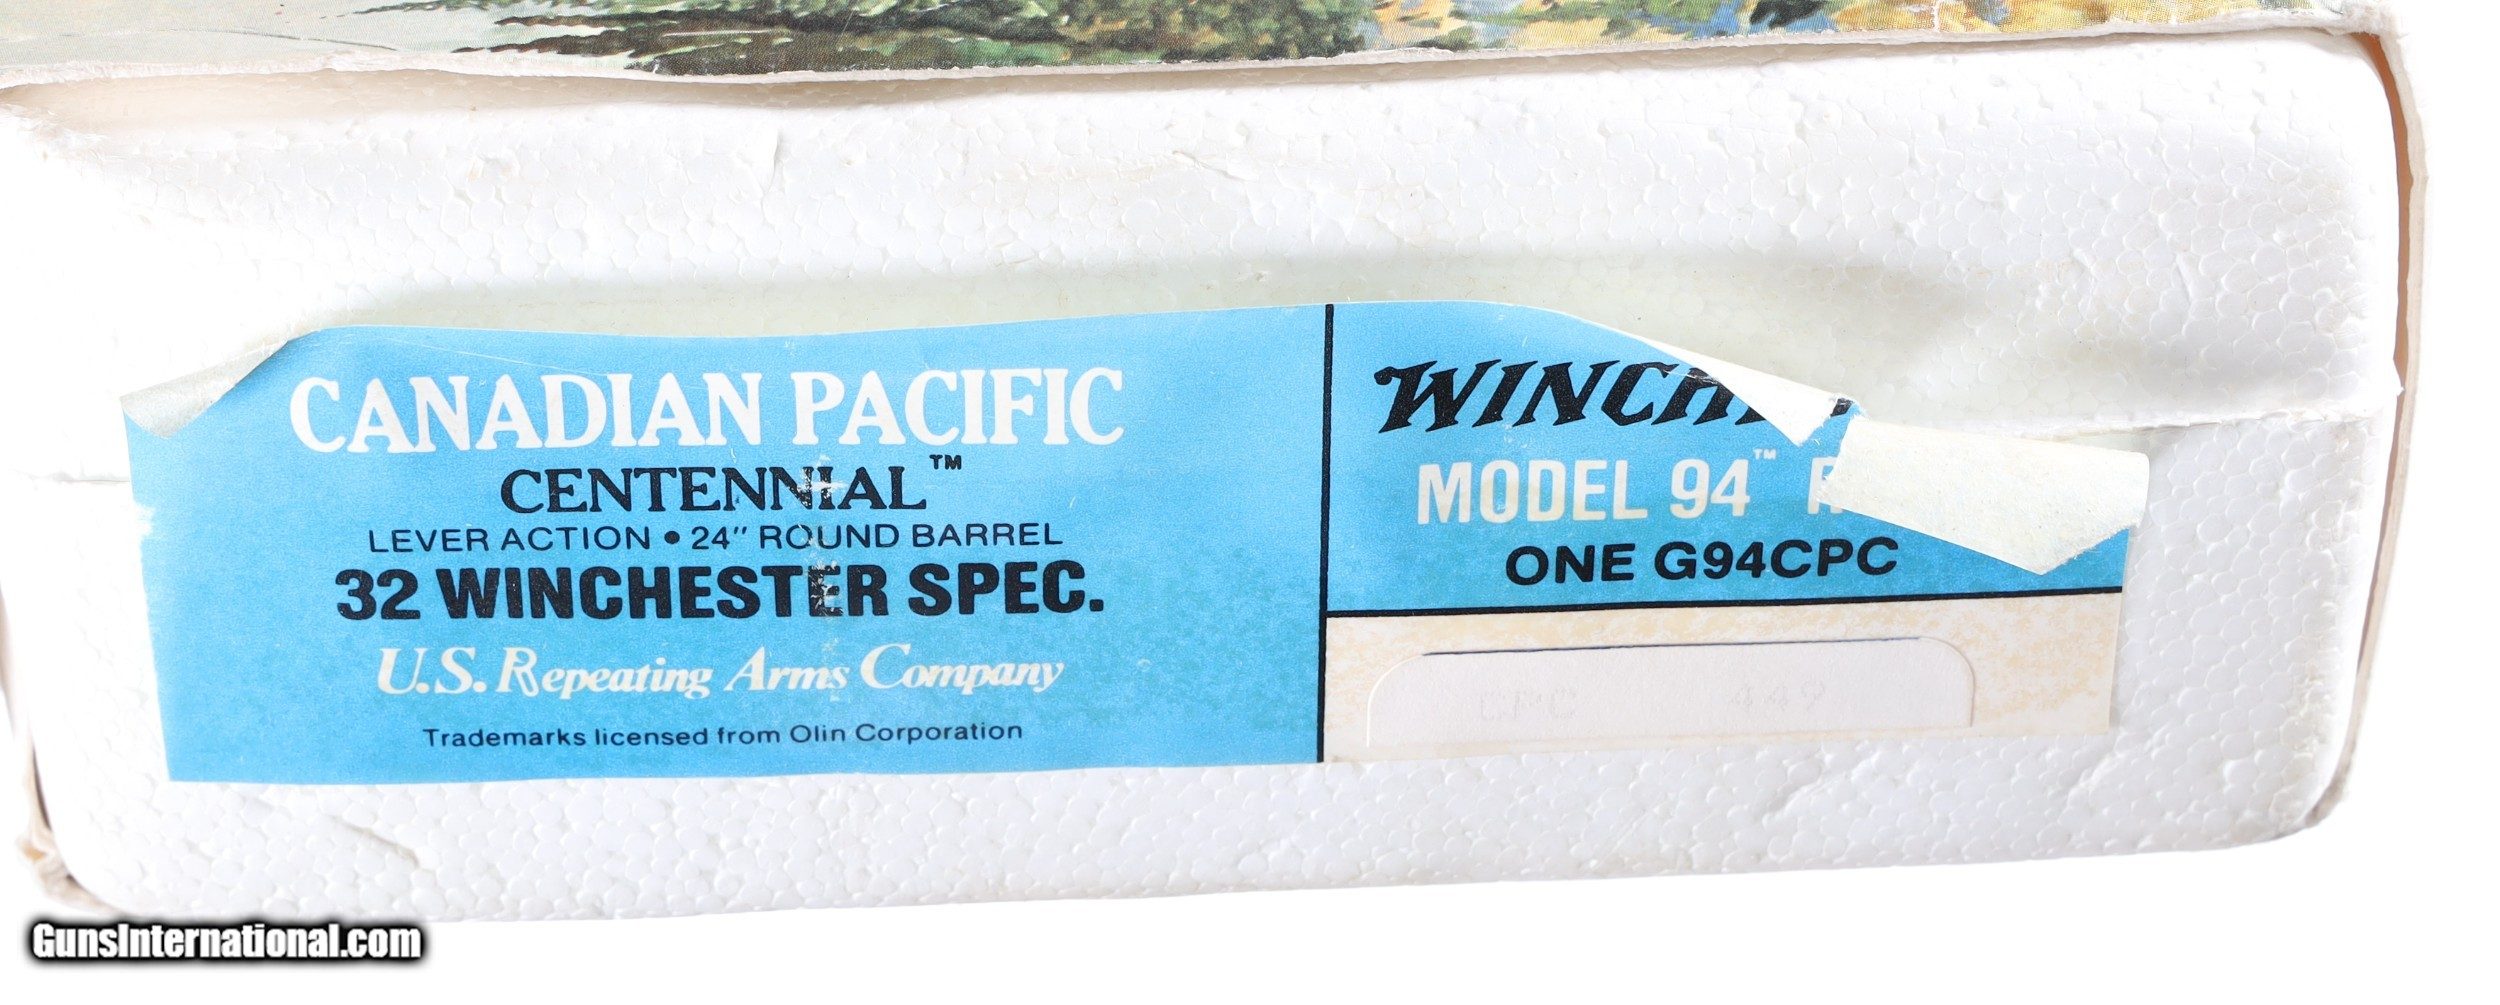 CANADIAN PACIFIC
CENTENNIAL™
LEVER ACTION • 24" ROUND BARREL
32 WINCHESTER SPEC.
U.S. Repeating Arms Company
Trademarks licensed from Olin Corporation
MODEL 94™
ONE G94CPC
GunsInternational.com